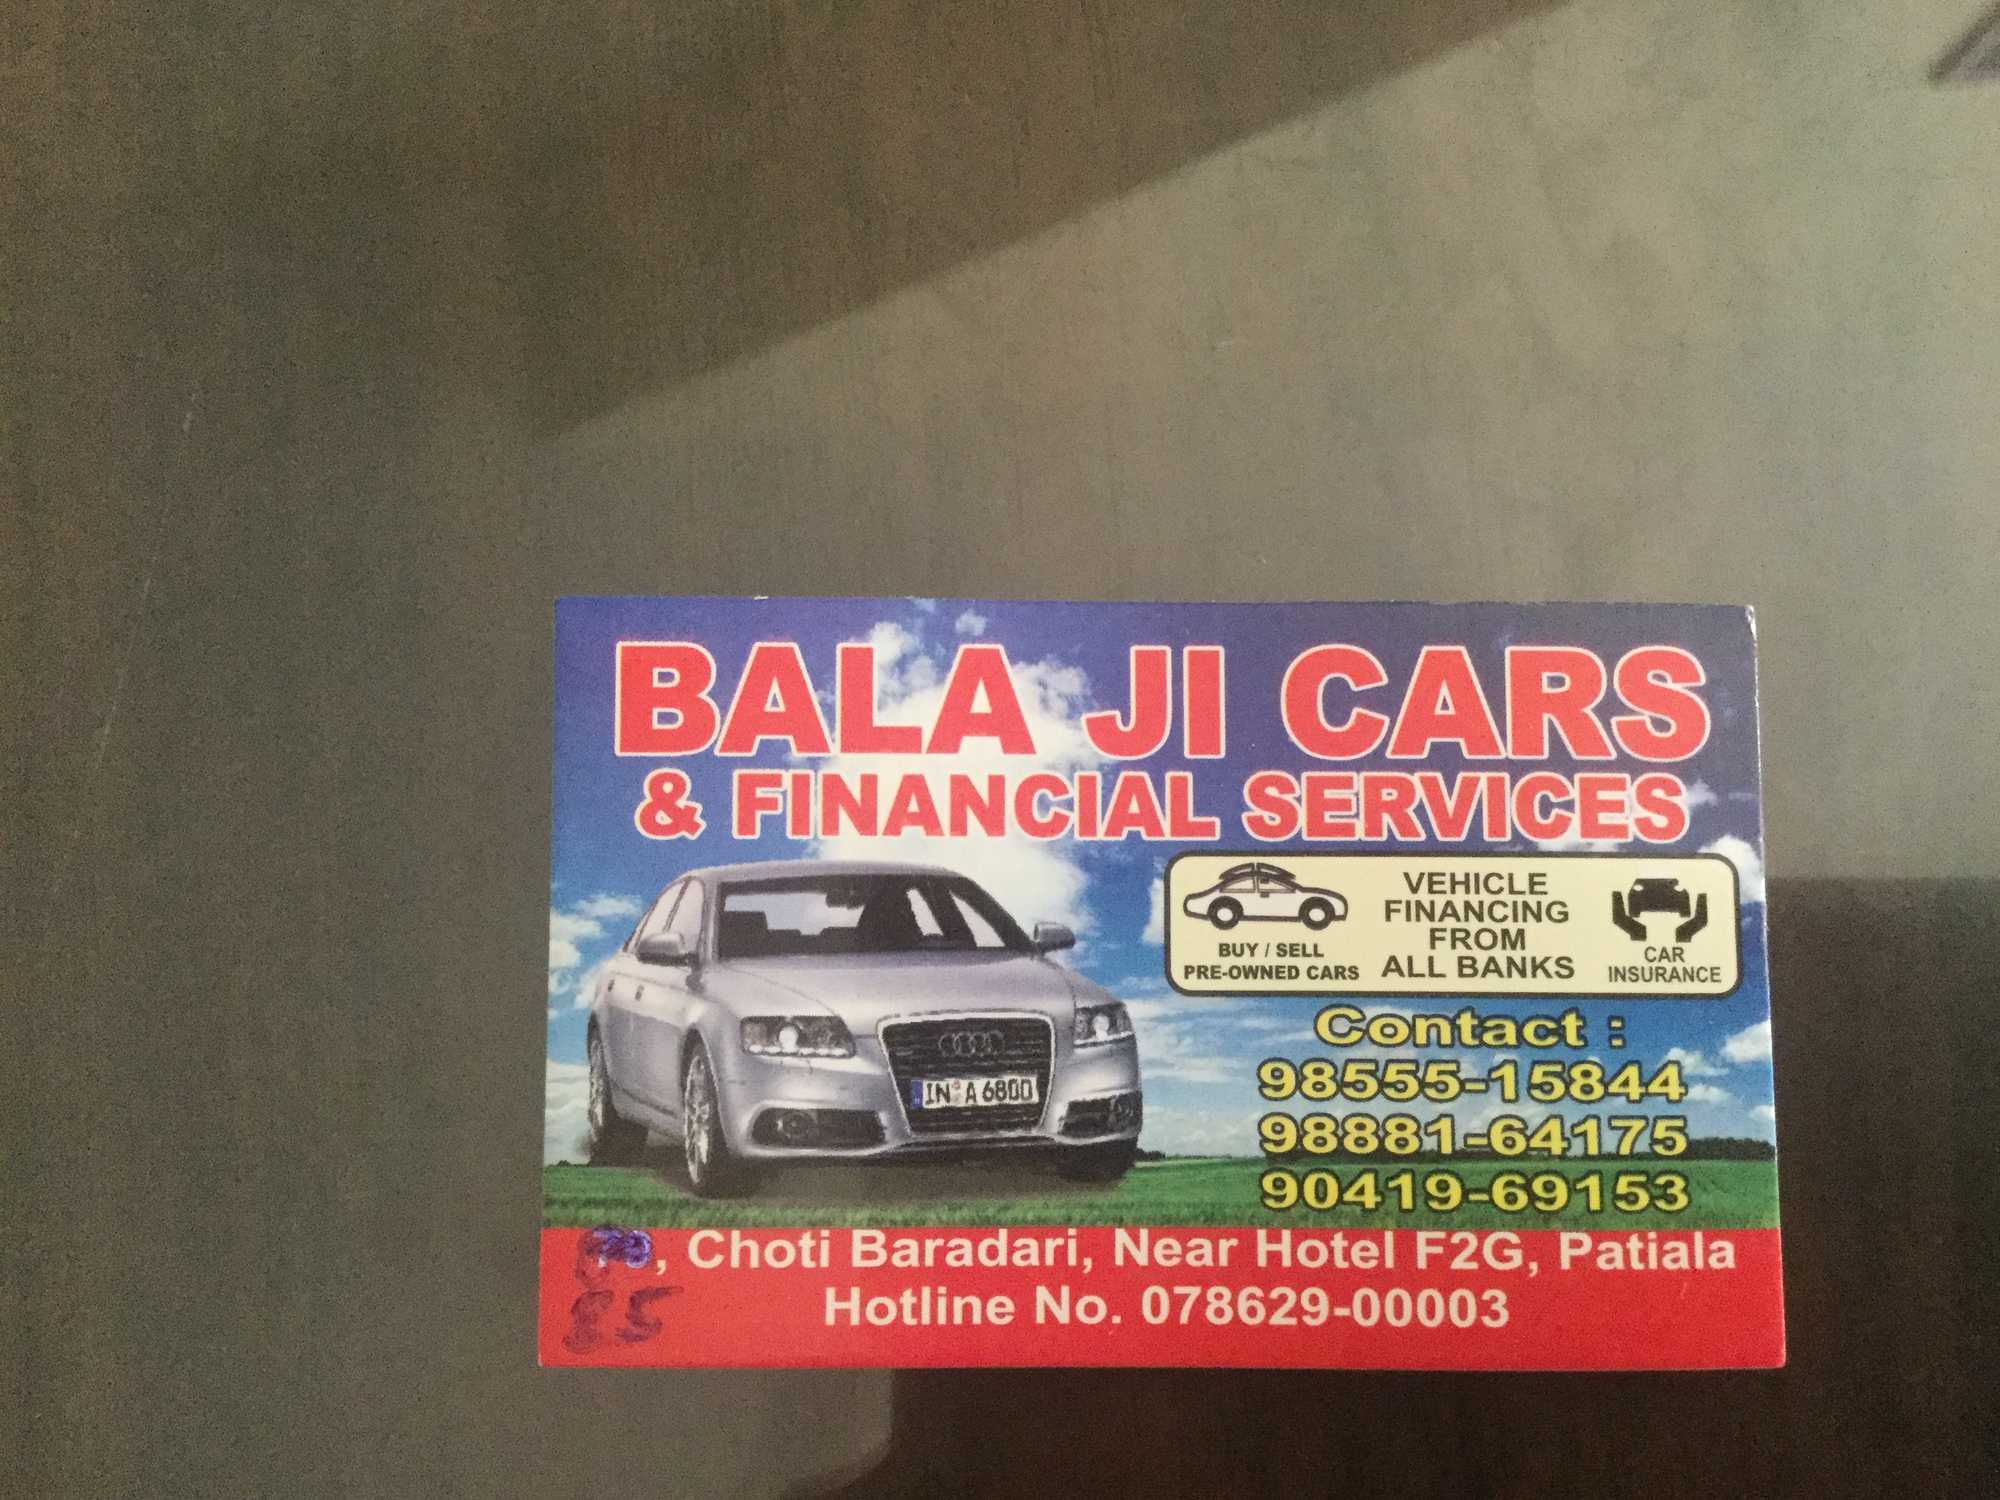 BALA JI CARS
& FINANCIAL SERVICES
BUY / SELL
PRE-OWNED CARS
VEHICLE
FINANCING
FROM
ALL BANKS
CAR
INSURANCE
Contact :
98555-15844
98881-64175
90419-69153
IN A 6800
, Choti Baradari, Near Hotel F2G, Patiala
85
Hotline No. 078629-00003